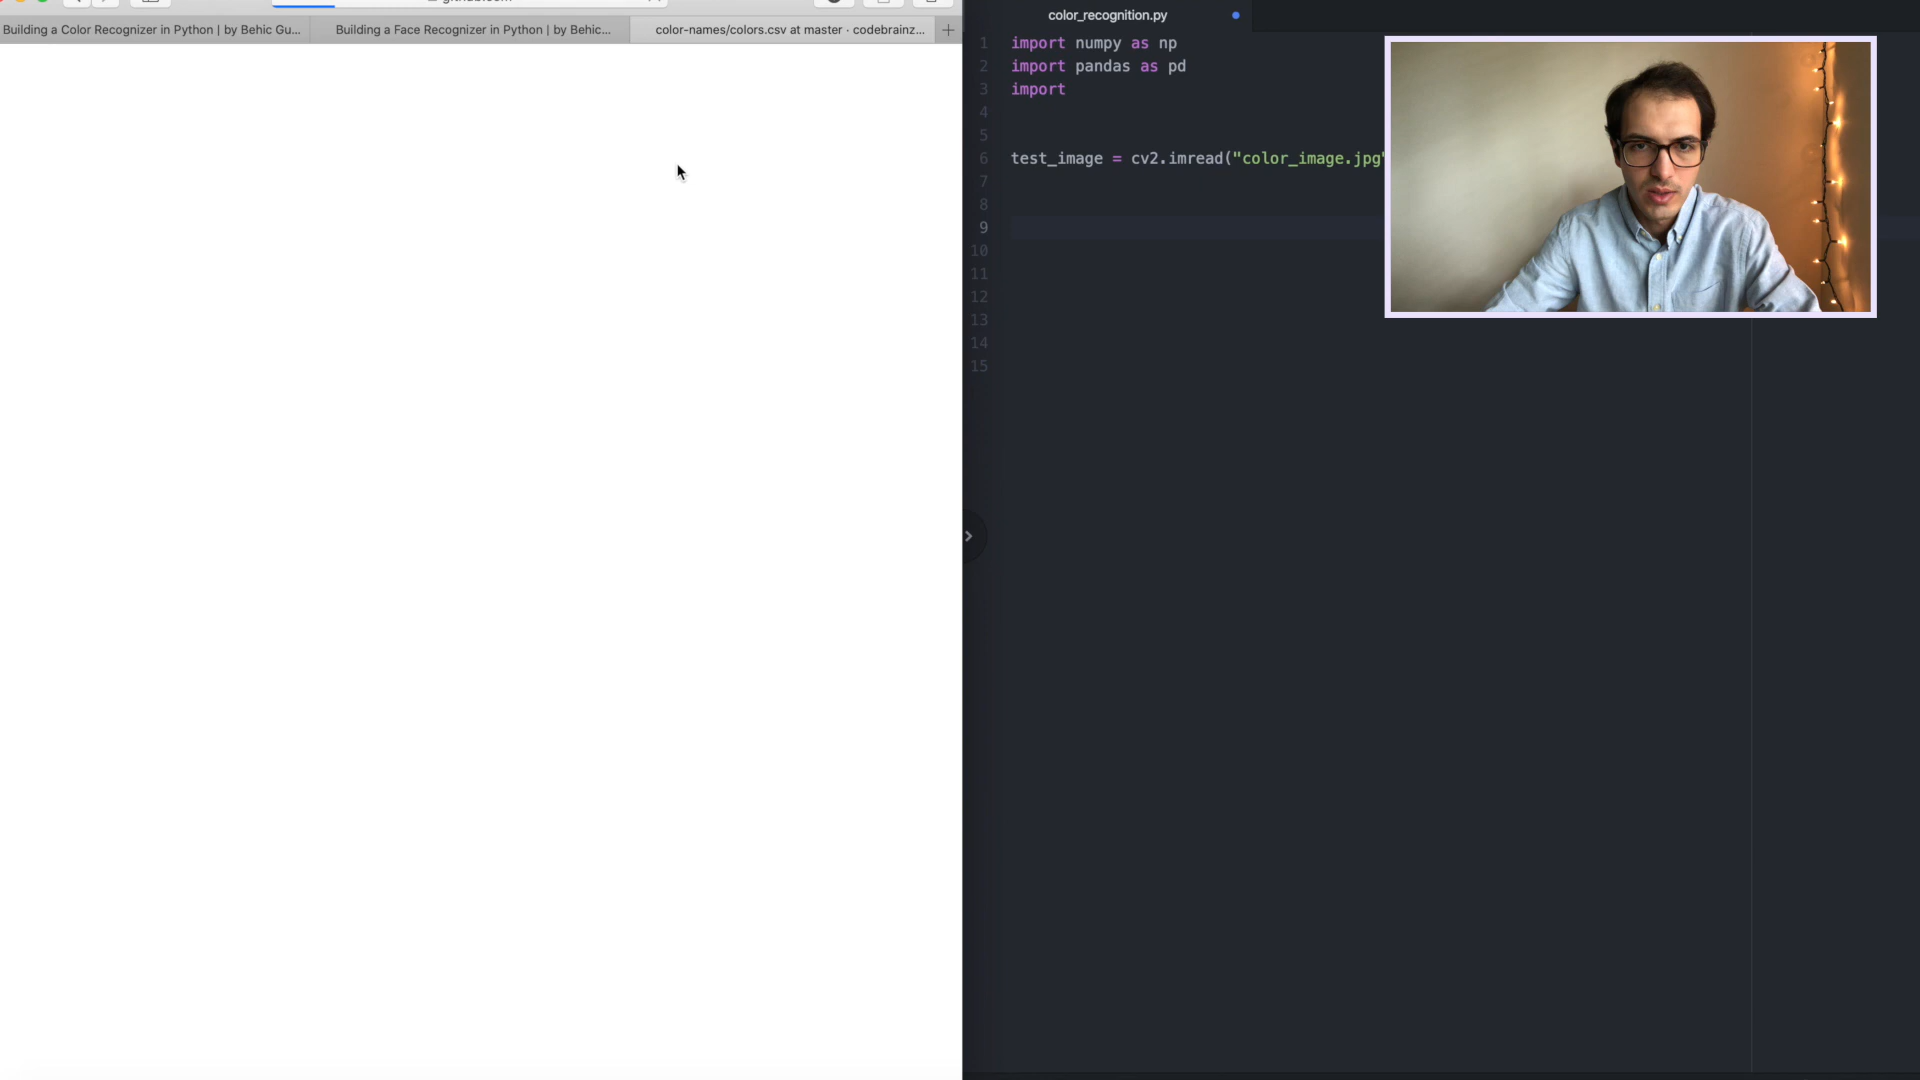 Building a Color Recognizer in Python | by Behic Gu...
Building a Face Recognizer in Python | by Behic...
color-names/colors.csv at master · codebrainz...
color_recognition.py
1 import numpy as np
2 import pandas as pd
3 import
4
5
6 test_image = cv2.imread("color_image.jpg"
7
8
9
10
11
12
13
14
15